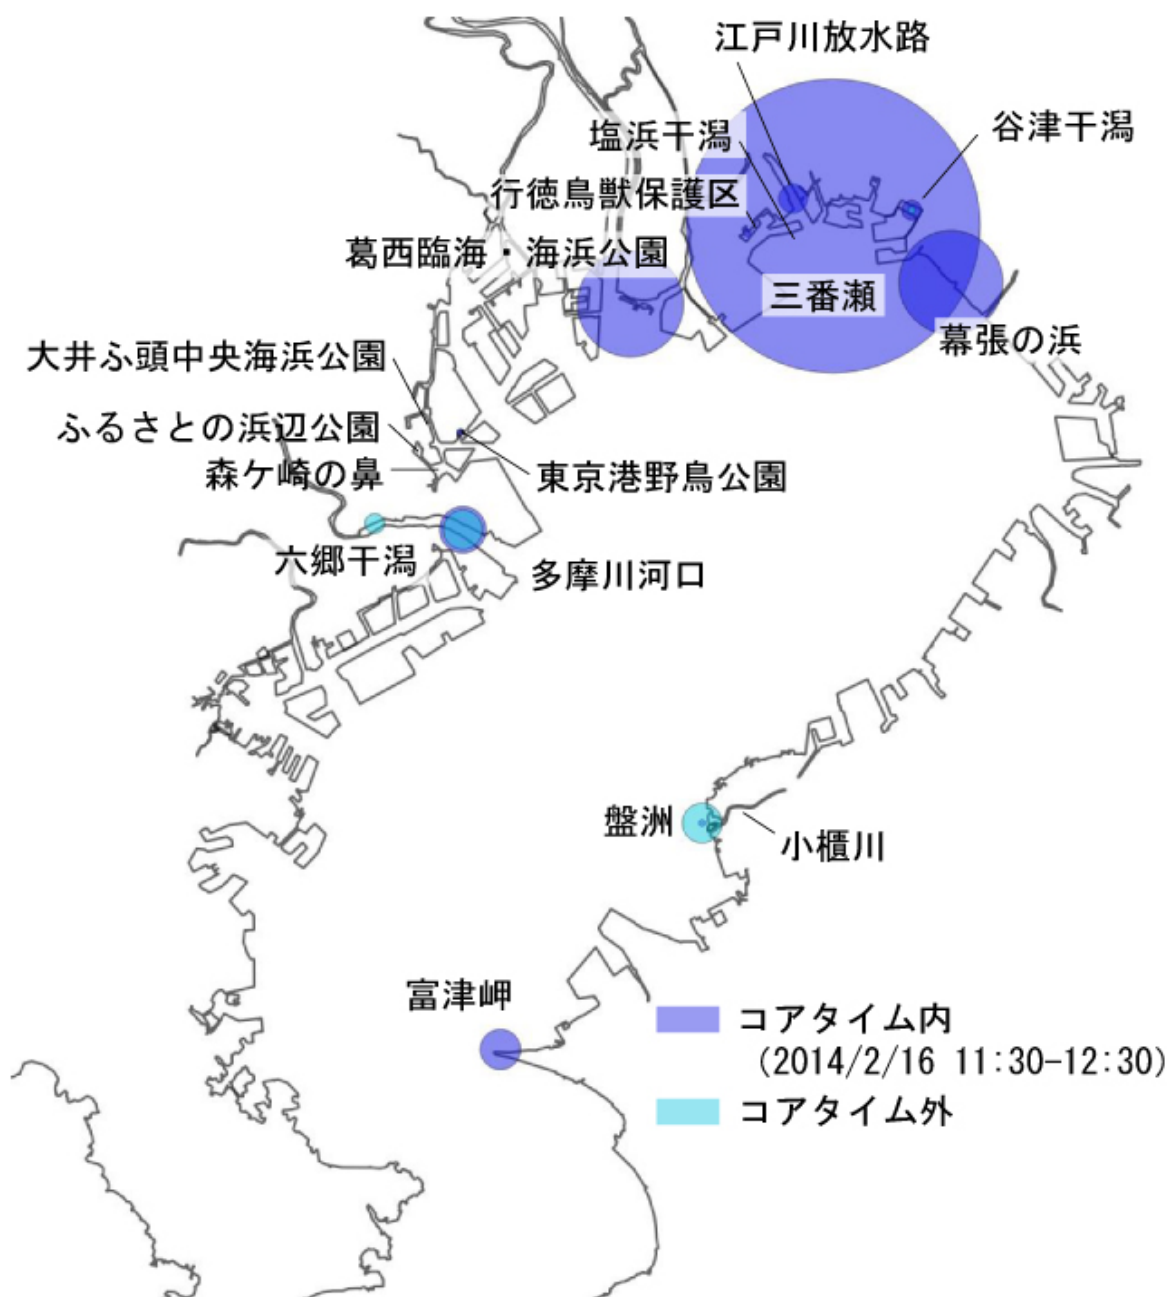 江戸川放水路
塩浜干潟
谷津干潟
行徳鳥獣保護区
葛西臨海・海浜公園
三番瀬
幕張の浜
大井ふ頭中央海浜公園
ふるさとの浜辺公園
森ケ崎の鼻
東京港野鳥公園
六郷干潟
多摩川河口
盤洲
小櫃川
富津岬
コアタイム内
(2014/2/16 11:30-12:30)
コアタイム外